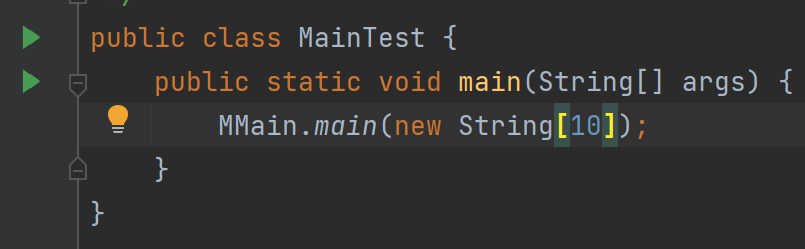 public class MainTest {
    public static void main(String[] args) {
        MMain.main(new String[10]);
    }
}